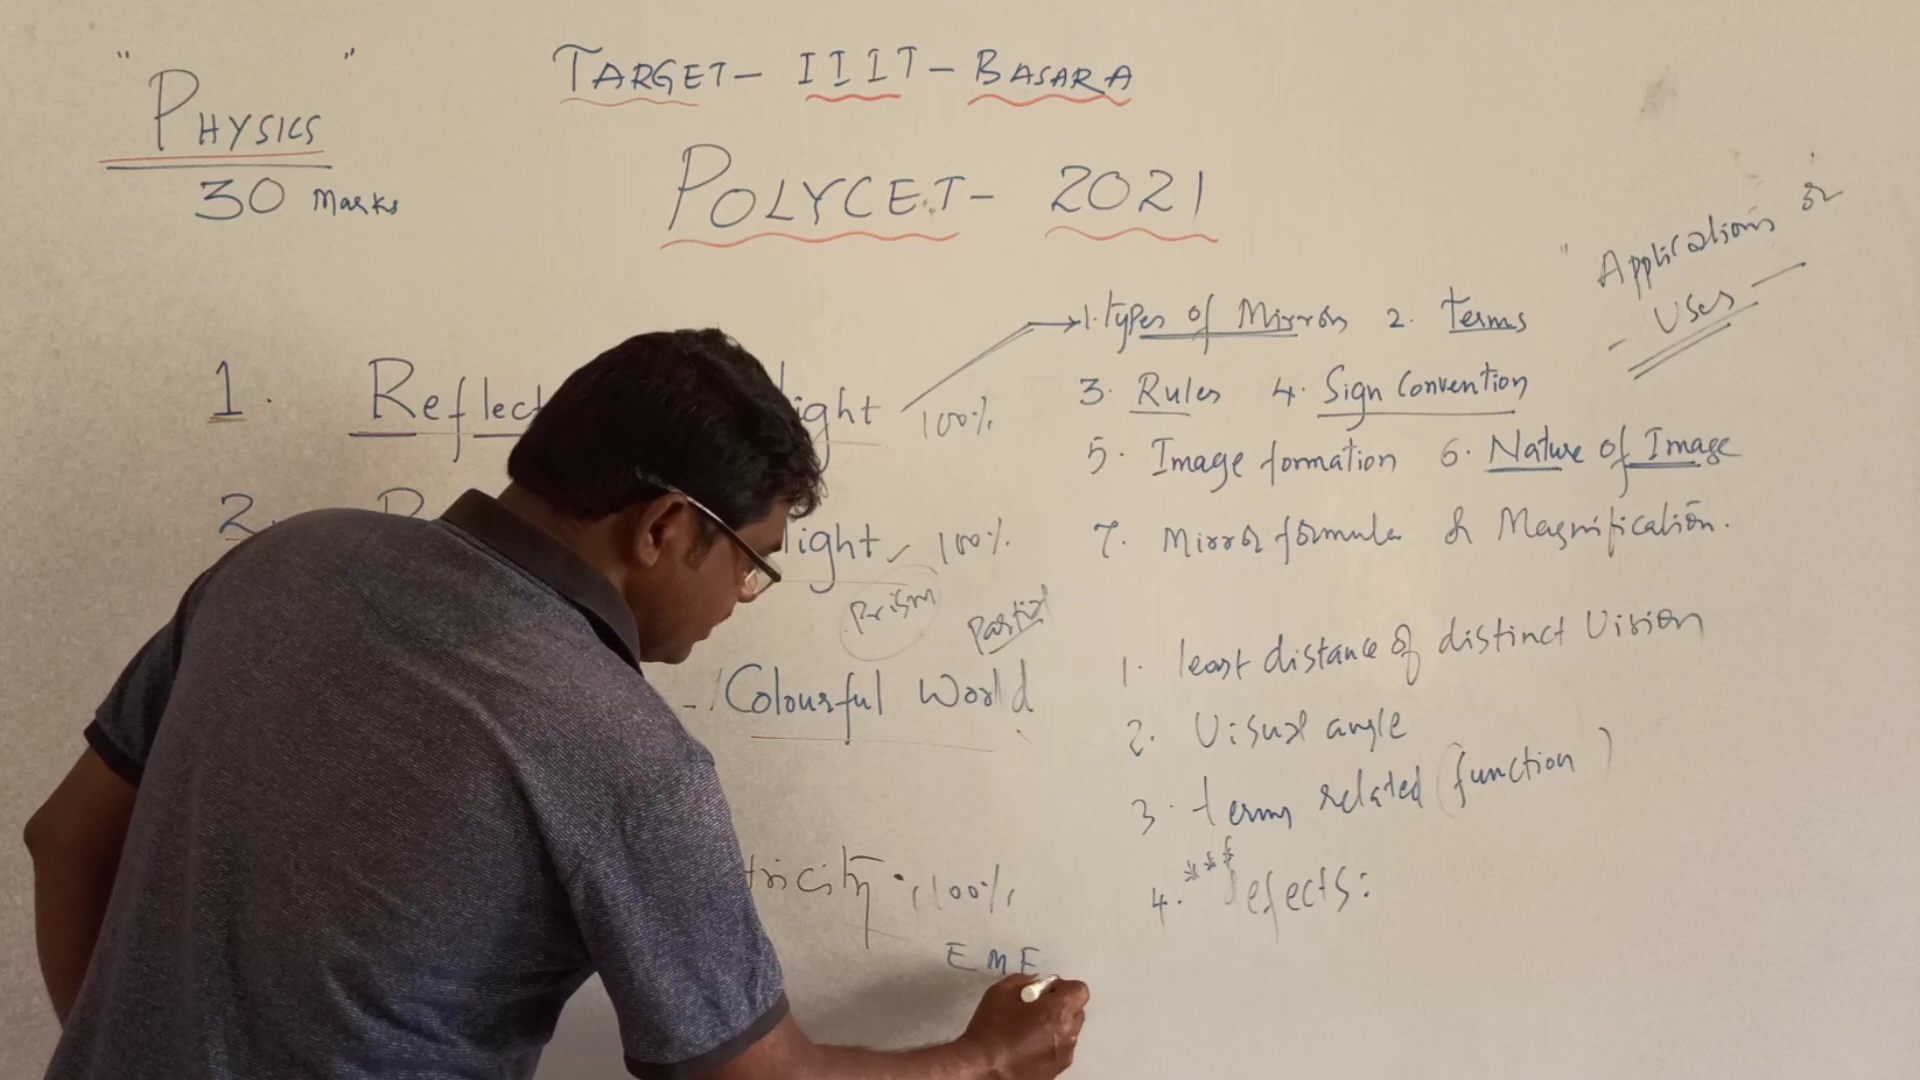 "PHYSICS"
30 Marks
TARGET - IIIT - BASARA
POLYCET - 2021
"Applications or
- Uses -
1. Reflect ight 100%
→ 1. types of Mirrors 2. terms
3. Rules 4. Sign Convention
5. Image formation 6. Nature of Image
7. Mirror formula & Magnification.
2. R light 100%
Prism Partial
- Colourful World
1. least distance of distinct Vision
2. Visual angle
3. terms related (function)
4. *** Defects:
tricity. 100%
EMF